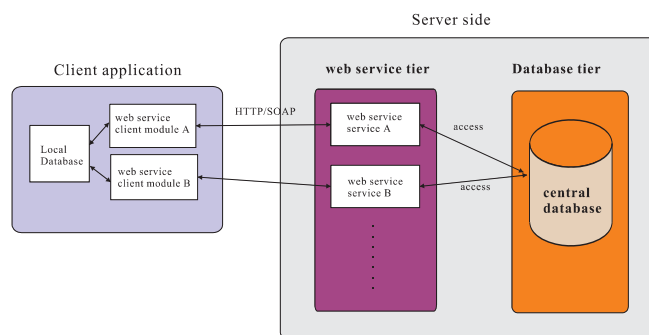 Server side
Client application
web service tier
Database tier
HTTP/SOAP
web service
client module A
Local
Database
web service
client module B
web service
service A
web service
service B
access
access
central
database